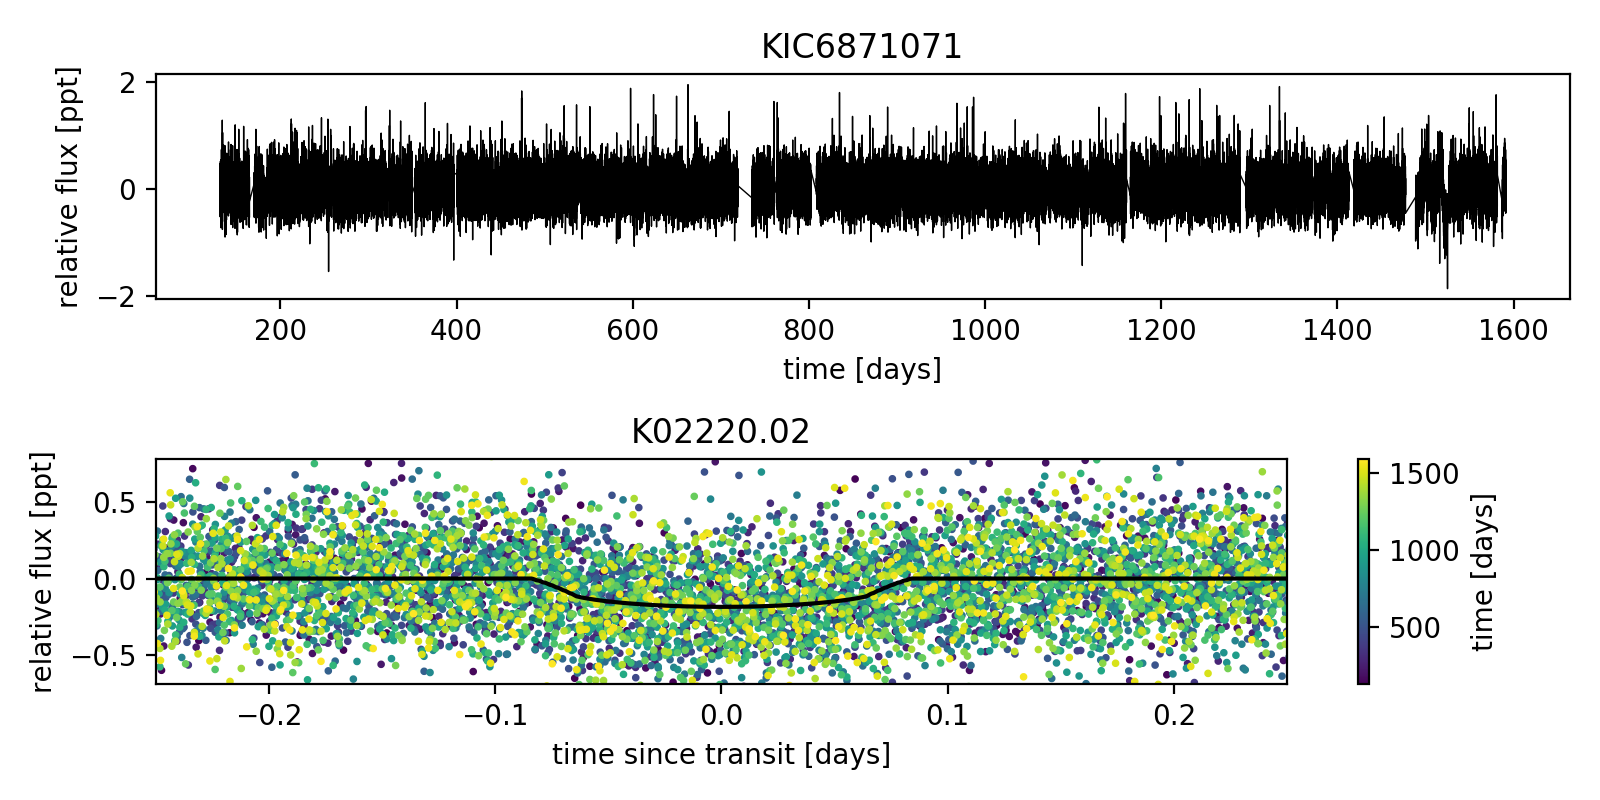 KIC6871071
relative flux [ppt]
2
0
−2
200 400 600 800 1000 1200 1400 1600
time [days]
K02220.02
relative flux [ppt]
0.5
0.0
−0.5
−0.2 −0.1 0.0 0.1 0.2
time since transit [days]
1500
1000
500
time [days]